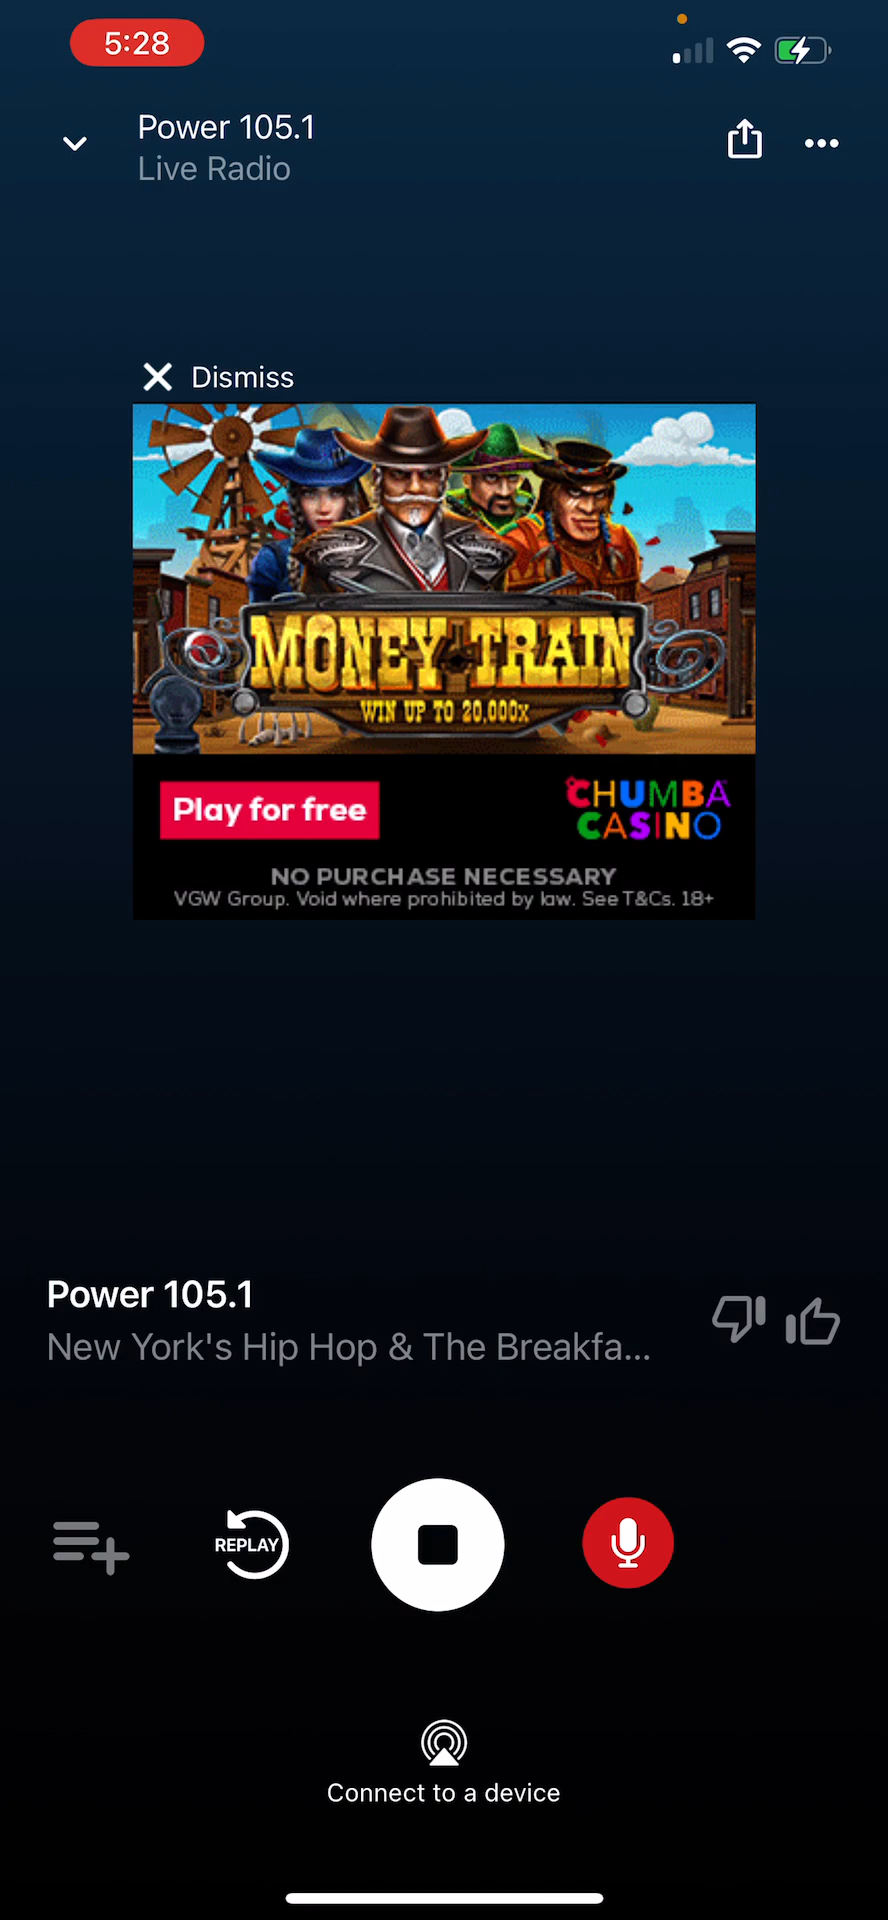 5:28
Power 105.1
Live Radio
Dismiss
MONEY TRAIN
WIN UP TO 20,000x
Play for free
CHUMBA
CASINO
NO PURCHASE NECESSARY
VGW Group. Void where prohibited by law. See T&Cs. 18+
Power 105.1
New York's Hip Hop & The Breakfa...
REPLAY
Connect to a device